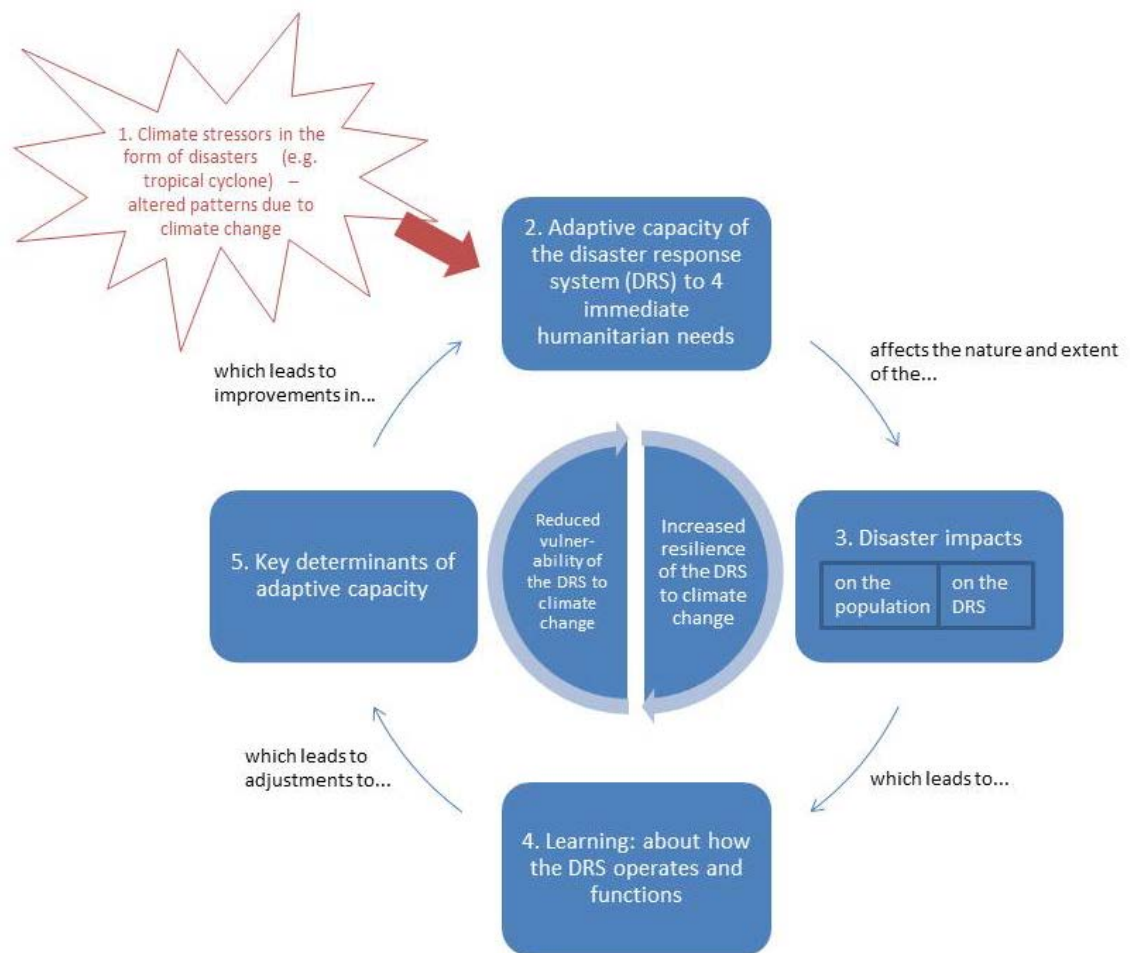 1. Climate stressors in the
form of disasters (e.g.
tropical cyclone) –
altered patterns due to
climate change
2. Adaptive capacity of
the disaster response
system (DRS) to 4
immediate
humanitarian needs
which leads to
improvements in...
affects the nature and extent
of the...
5. Key determinants of
adaptive capacity
Reduced
vulner-
ability of
the DRS to
climate
change
Increased
resilience
of the DRS
to climate
change
3. Disaster impacts
on the
population
on the
DRS
which leads to
adjustments to...
which leads to...
4. Learning: about how
the DRS operates and
functions